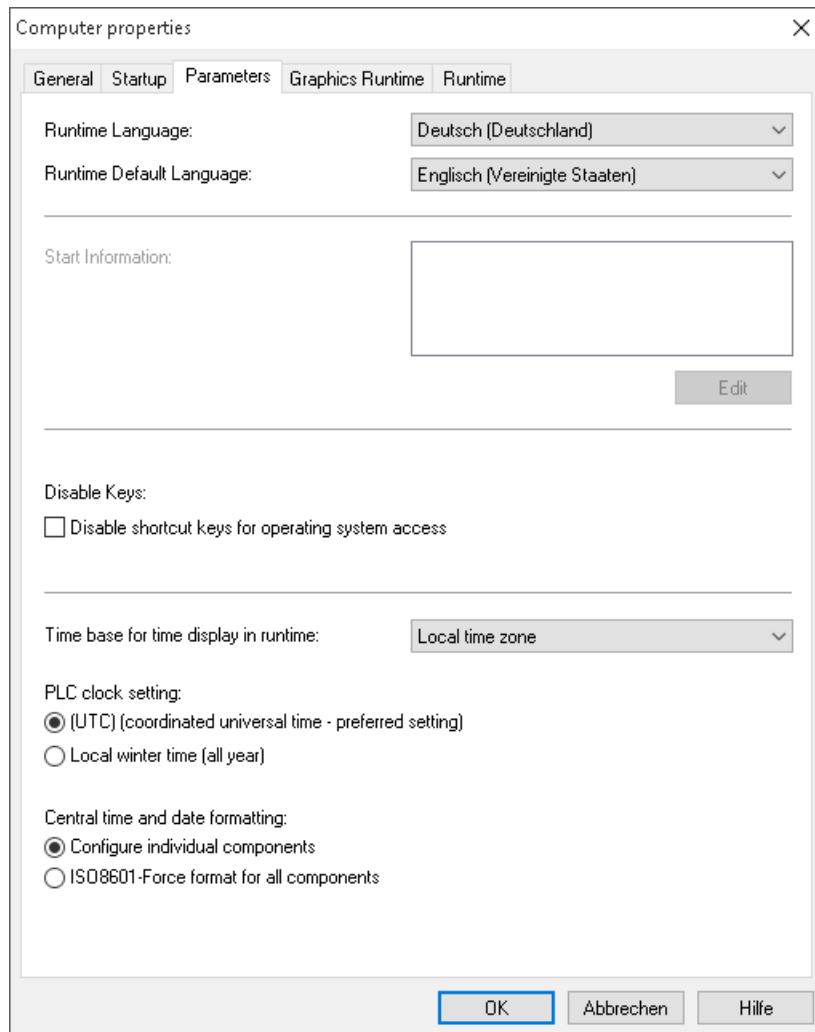 Computer properties
General Startup Parameters Graphics Runtime Runtime
Runtime Language: Deutsch (Deutschland)
Runtime Default Language: Englisch (Vereinigte Staaten)
Start Information:
Edit
Disable Keys:
Disable shortcut keys for operating system access
Time base for time display in runtime: Local time zone
PLC clock setting:
(UTC) (coordinated universal time - preferred setting)
Local winter time (all year)
Central time and date formatting:
Configure individual components
ISO8601-Force format for all components
OK Abbrechen Hilfe